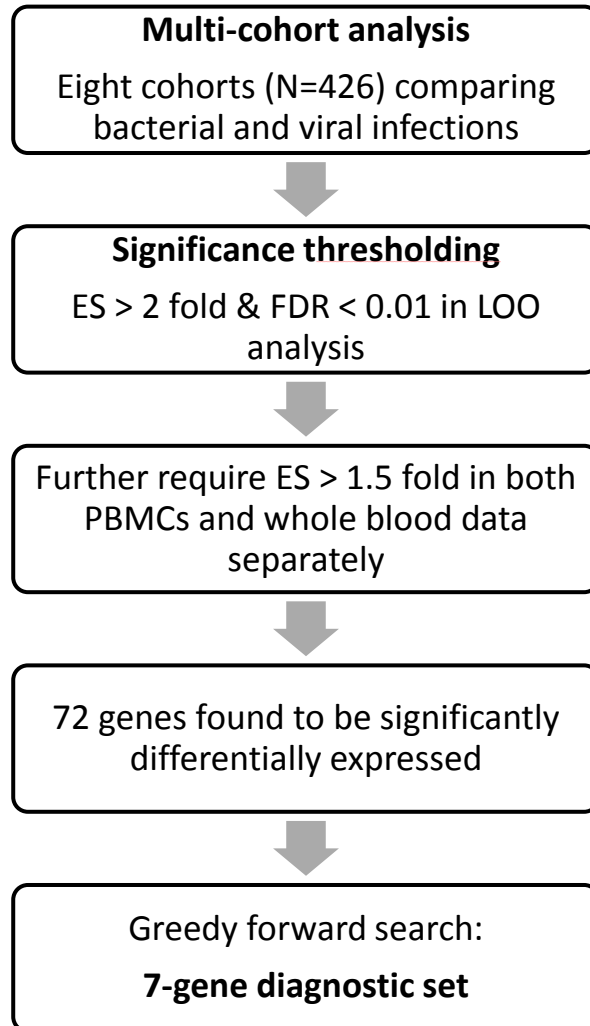 Multi-cohort analysis
Eight cohorts (N=426) comparing
bacterial and viral infections
Significance thresholding
ES > 2 fold & FDR < 0.01 in LOO
analysis
Further require ES > 1.5 fold in both
PBMCs and whole blood data
separately
72 genes found to be significantly
differentially expressed
Greedy forward search:
7-gene diagnostic set